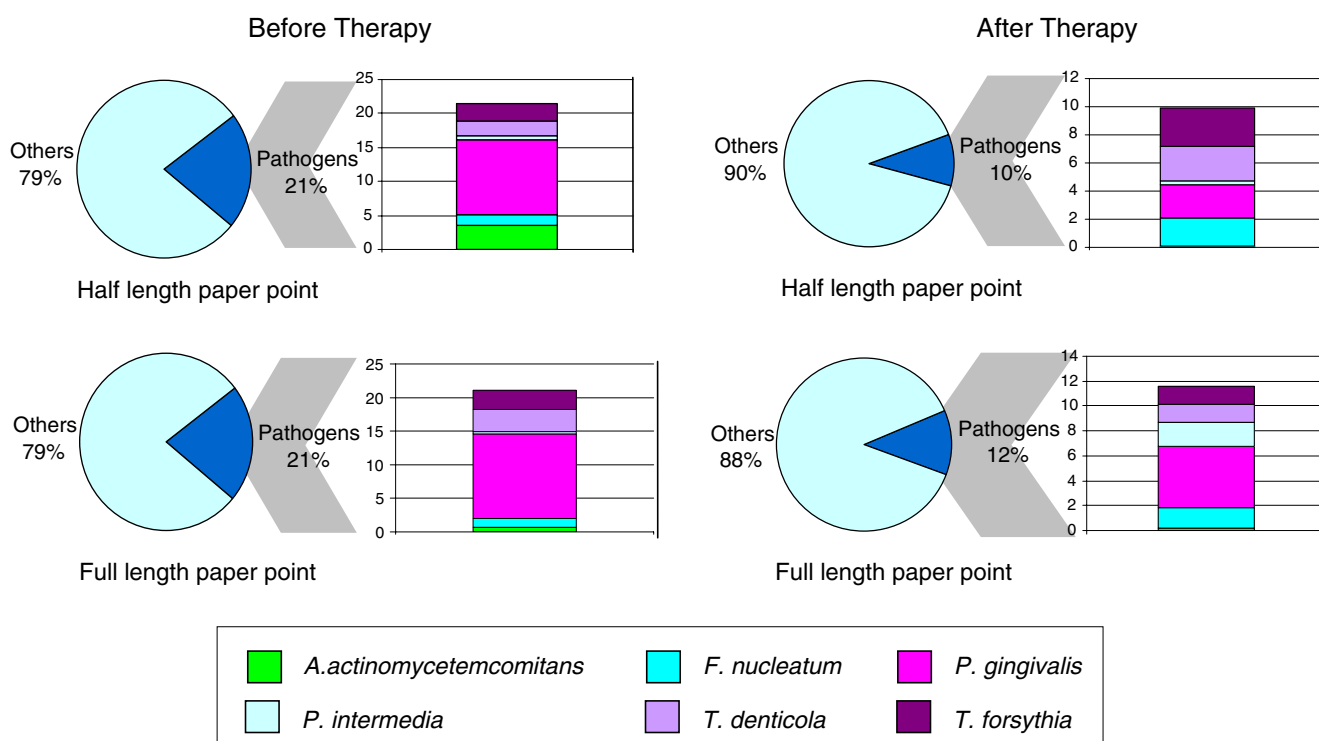 Before Therapy
After Therapy
Others
79%
Pathogens
21%
25
20
15
10
5
0
Half length paper point
Others
90%
Pathogens
10%
12
10
8
6
4
2
0
Half length paper point
Others
79%
Pathogens
21%
25
20
15
10
5
0
Full length paper point
Others
88%
Pathogens
12%
14
12
10
8
6
4
2
0
Full length paper point
A.actinomycetemcomitans
F. nucleatum
P. gingivalis
P. intermedia
T. denticola
T. forsythia